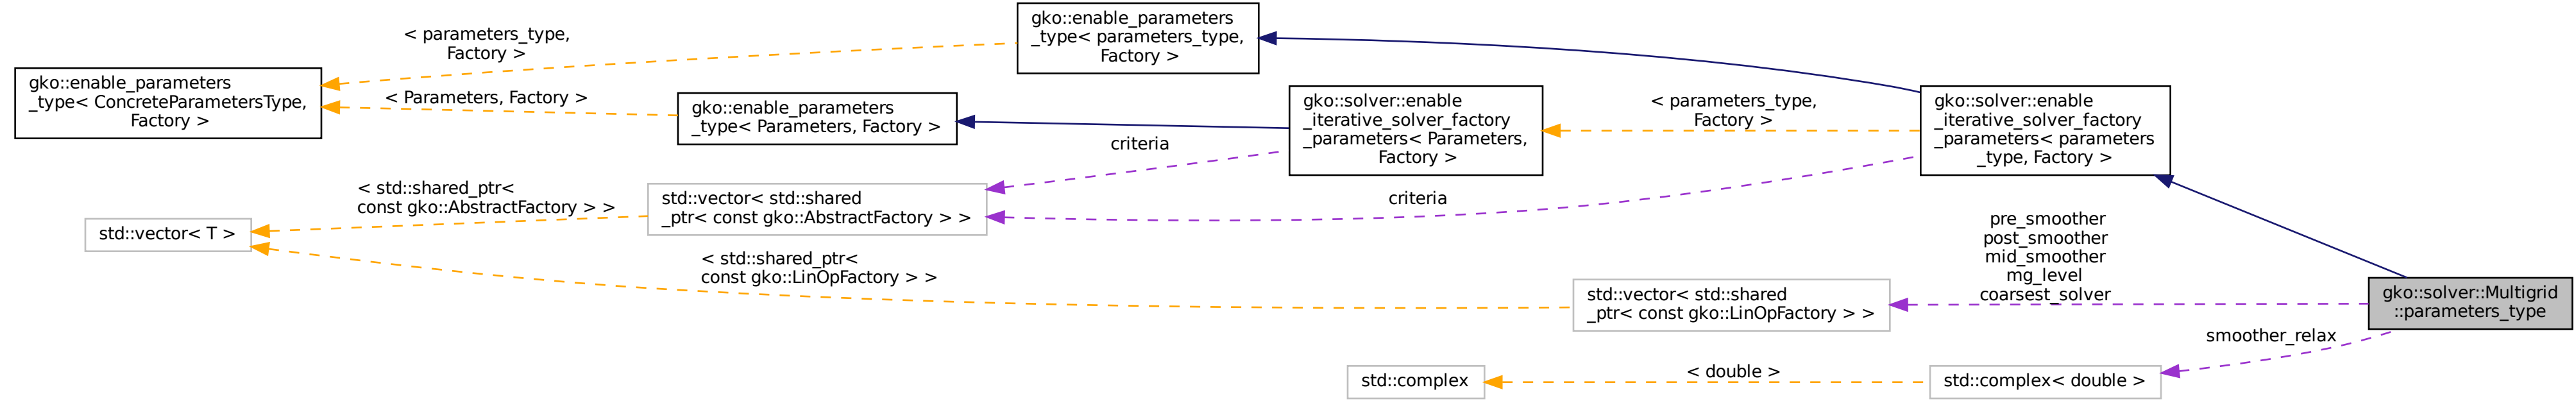 gko::enable_parameters
_type< parameters_type,
Factory >
< parameters_type,
Factory >
gko::enable_parameters
_type< ConcreteParametersType,
Factory >
< Parameters, Factory >
gko::enable_parameters
_type< Parameters, Factory >
gko::solver::enable
_iterative_solver_factory
_parameters< Parameters,
Factory >
< parameters_type,
Factory >
gko::solver::enable
_iterative_solver_factory
_parameters< parameters
_type, Factory >
criteria
criteria
< std::shared_ptr<
const gko::AbstractFactory > >
std::vector< std::shared
_ptr< const gko::AbstractFactory > >
std::vector< T >
< std::shared_ptr<
const gko::LinOpFactory > >
pre_smoother
post_smoother
mid_smoother
mg_level
coarsest_solver
std::vector< std::shared
_ptr< const gko::LinOpFactory > >
gko::solver::Multigrid
::parameters_type
smoother_relax
std::complex
< double >
std::complex< double >